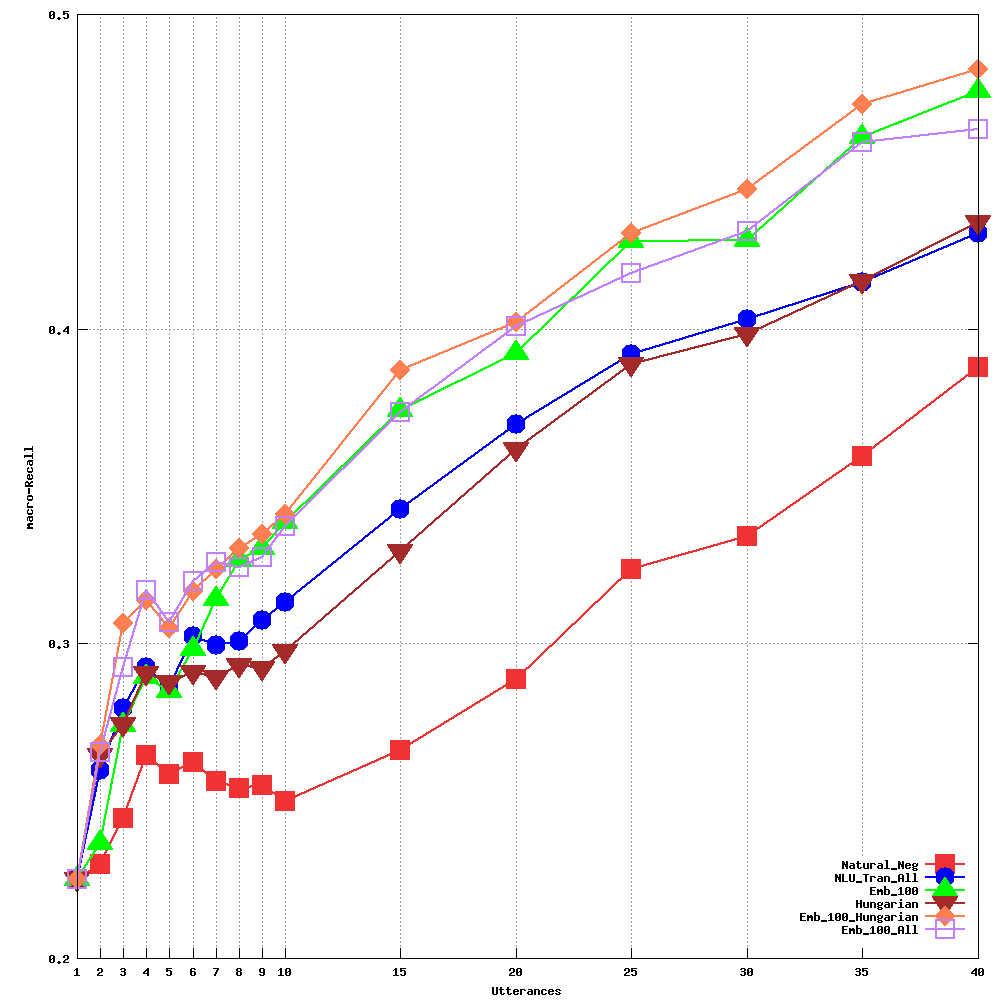 0.5
0.4
0.3
0.2
macro-Recall
1 2 3 4 5 6 7 8 9 10 15 20 25 30 35 40
Utterances
Natural_Neg
NLU_Tran_All
Emb_100
Hungarian
Emb_100_Hungarian
Emb_100_All